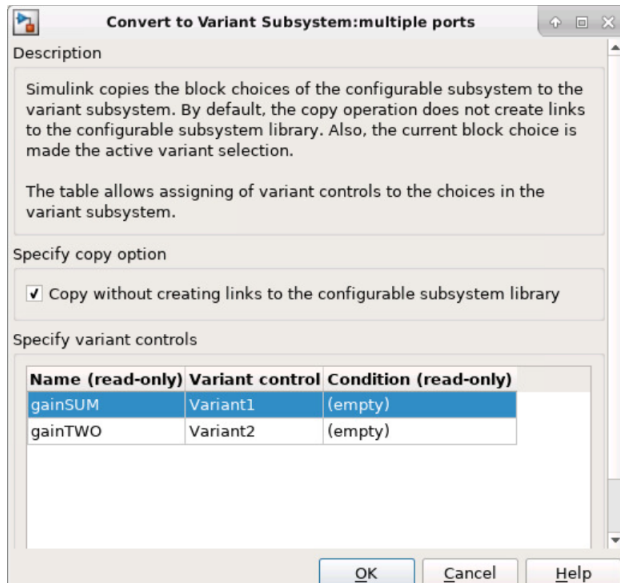 Convert to Variant Subsystem:multiple ports
Description
Simulink copies the block choices of the configurable subsystem to the
variant subsystem. By default, the copy operation does not create links
to the configurable subsystem library. Also, the current block choice is
made the active variant selection.
The table allows assigning of variant controls to the choices in the
variant subsystem.
Specify copy option
Copy without creating links to the configurable subsystem library
Specify variant controls
Name (read-only) Variant control Condition (read-only)
gainSUM Variant1 (empty)
gainTWO Variant2 (empty)
OK Cancel Help